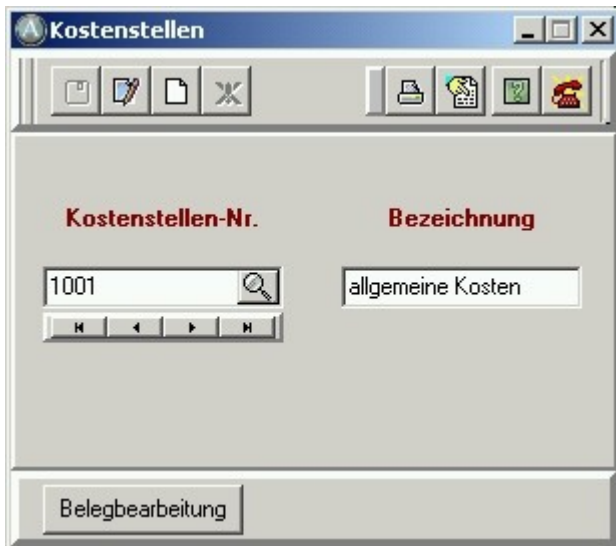 Kostenstellen
Kostenstellen-Nr. Bezeichnung
1001 allgemeine Kosten
Belegbearbeitung